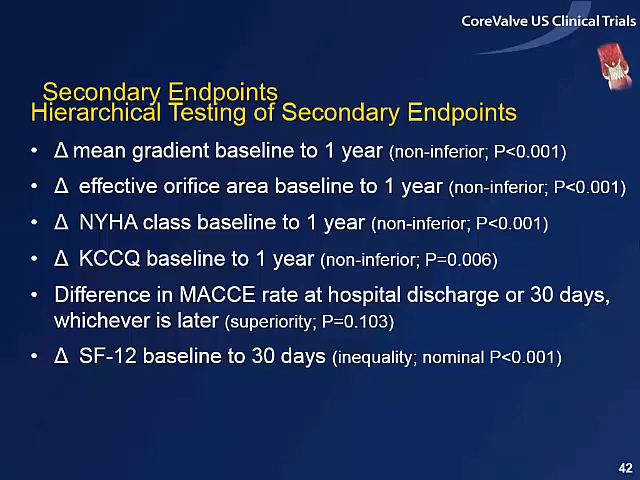 CoreValve US Clinical Trials
Secondary Endpoints
Hierarchical Testing of Secondary Endpoints
• Δ mean gradient baseline to 1 year (non-inferior; P<0.001)
• Δ effective orifice area baseline to 1 year (non-inferior; P<0.001)
• Δ NYHA class baseline to 1 year (non-inferior; P<0.001)
• Δ KCCQ baseline to 1 year (non-inferior; P=0.006)
• Difference in MACCE rate at hospital discharge or 30 days,
whichever is later (superiority; P=0.103)
• Δ SF-12 baseline to 30 days (inequality; nominal P<0.001)
42